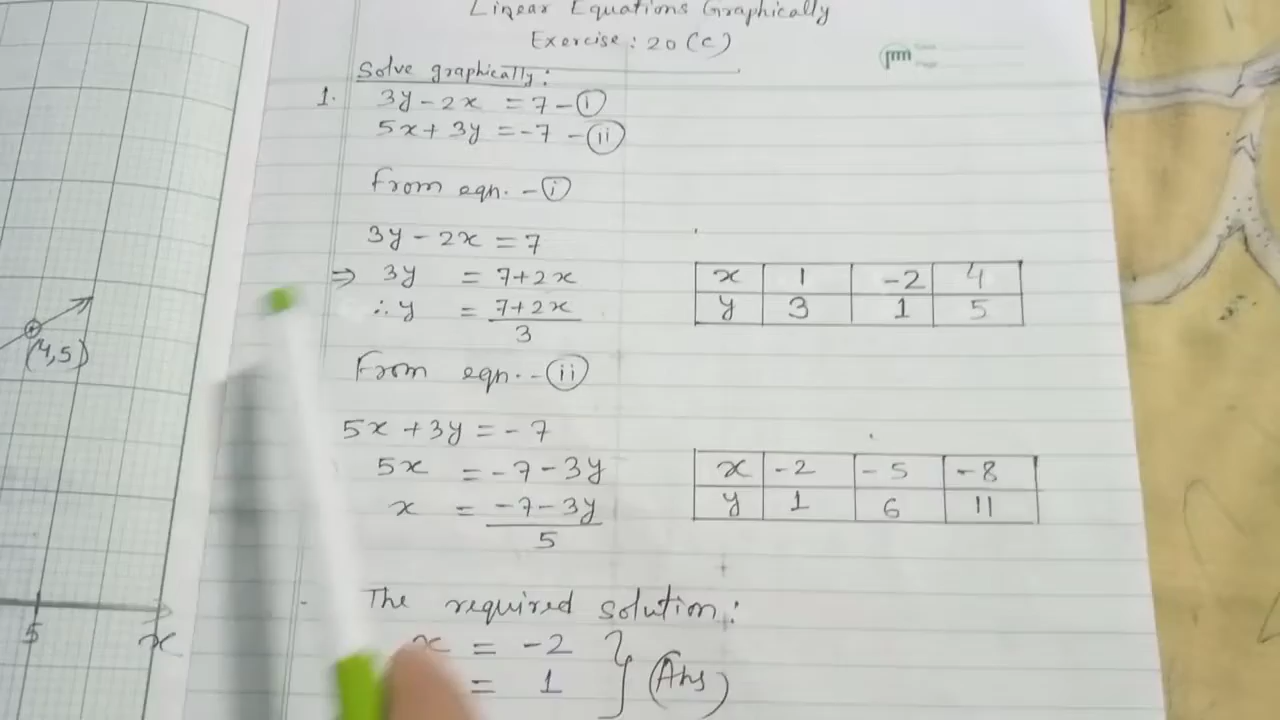 Linear Equations Graphically
Exercise: 20 (c)
Solve graphically:
1. 3y - 2x = 7 - (i)
5x + 3y = -7 - (ii)
From eqn. - (i)
3y - 2x = 7
⇒ 3y = 7+2x
∴ y = 7+2x
3
x 1 -2 4
y 3 1 5
From eqn. - (ii)
5x + 3y = -7
5x = -7 - 3y
x = -7 - 3y
5
x -2 -5 -8
y 1 6 11
The required solution:
x = -2
= 1 } (Ans)
(4,5)
5 x